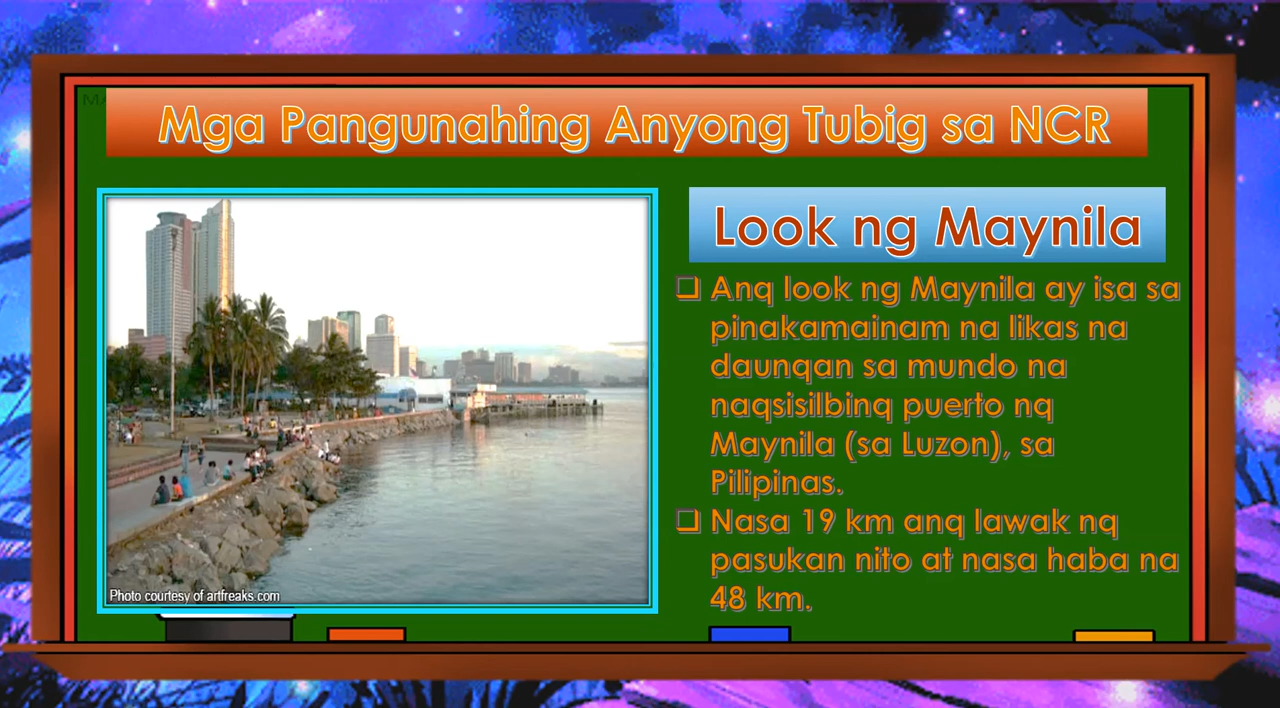 Mga Pangunahing Anyong Tubig sa NCR
Look ng Maynila
❑ Anq look ng Maynila ay isa sa
pinakamainam na likas na
daunqan sa mundo na
naqsisilbinq puerto nq
Maynila (sa Luzon), sa
Pilipinas.
❑ Nasa 19 km anq lawak nq
pasukan nito at nasa haba na
48 km.
Photo courtesy of artfreaks.com